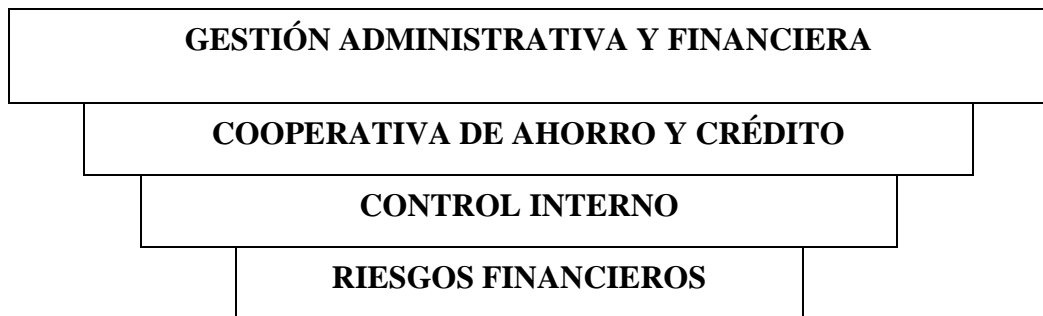 GESTIÓN ADMINISTRATIVA Y FINANCIERA
COOPERATIVA DE AHORRO Y CRÉDITO
CONTROL INTERNO
RIESGOS FINANCIEROS